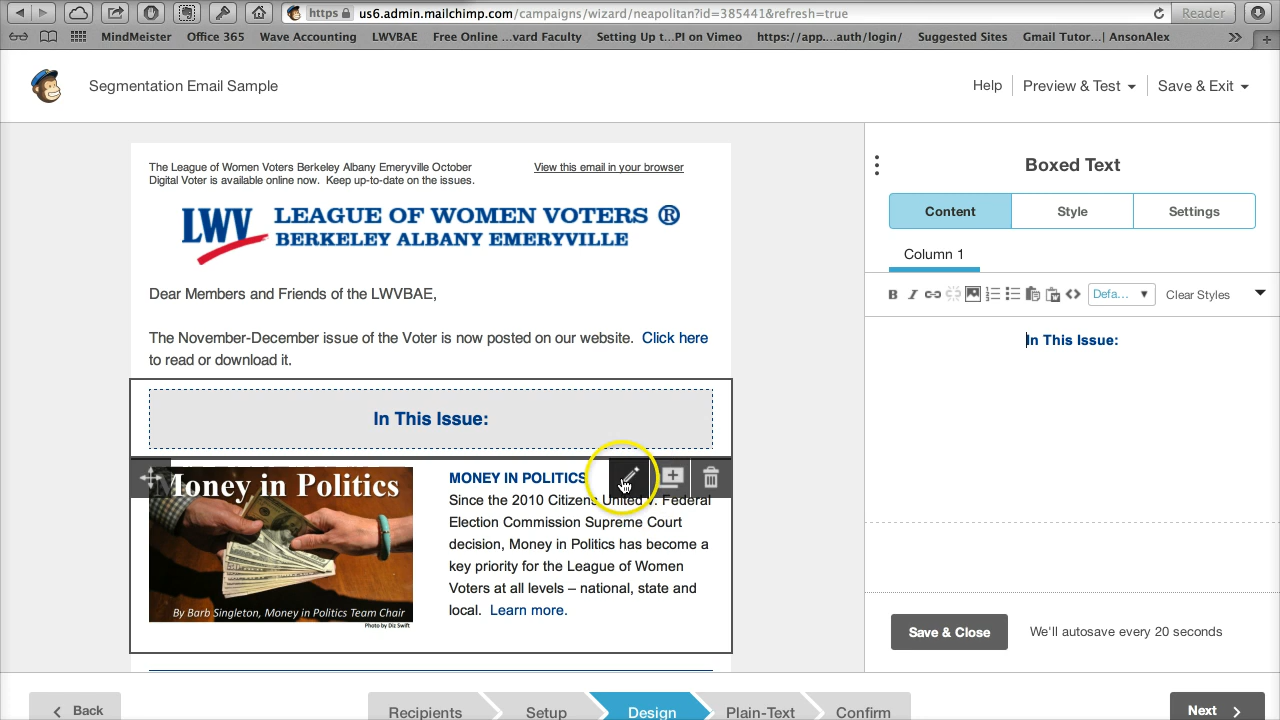 https us6.admin.mailchimp.com/campaigns/wizard/neapolitan?id=385441&refresh=true Reader
MindMeister Office 365 Wave Accounting LWVBAE Free Online ...vard Faculty Setting Up t...PI on Vimeo https://app....auth/login/ Suggested Sites Gmail Tutor...| AnsonAlex
Segmentation Email Sample
Help Preview & Test Save & Exit
The League of Women Voters Berkeley Albany Emeryville October
Digital Voter is available online now. Keep up-to-date on the issues.
View this email in your browser
LWV
LEAGUE OF WOMEN VOTERS ®
BERKELEY ALBANY EMERYVILLE
Dear Members and Friends of the LWVBAE,
The November-December issue of the Voter is now posted on our website. Click here
to read or download it.
In This Issue:
Money in Politics
By Barb Singleton, Money in Politics Team Chair
Photo by Diz Swift
MONEY IN POLITICS
Since the 2010 Citizens United v. Federal
Election Commission Supreme Court
decision, Money in Politics has become a
key priority for the League of Women
Voters at all levels – national, state and
local. Learn more.
Boxed Text
Content Style Settings
Column 1
B I Defa... Clear Styles
In This Issue:
Save & Close We'll autosave every 20 seconds
Back Recipients Setup Design Plain-Text Confirm Next